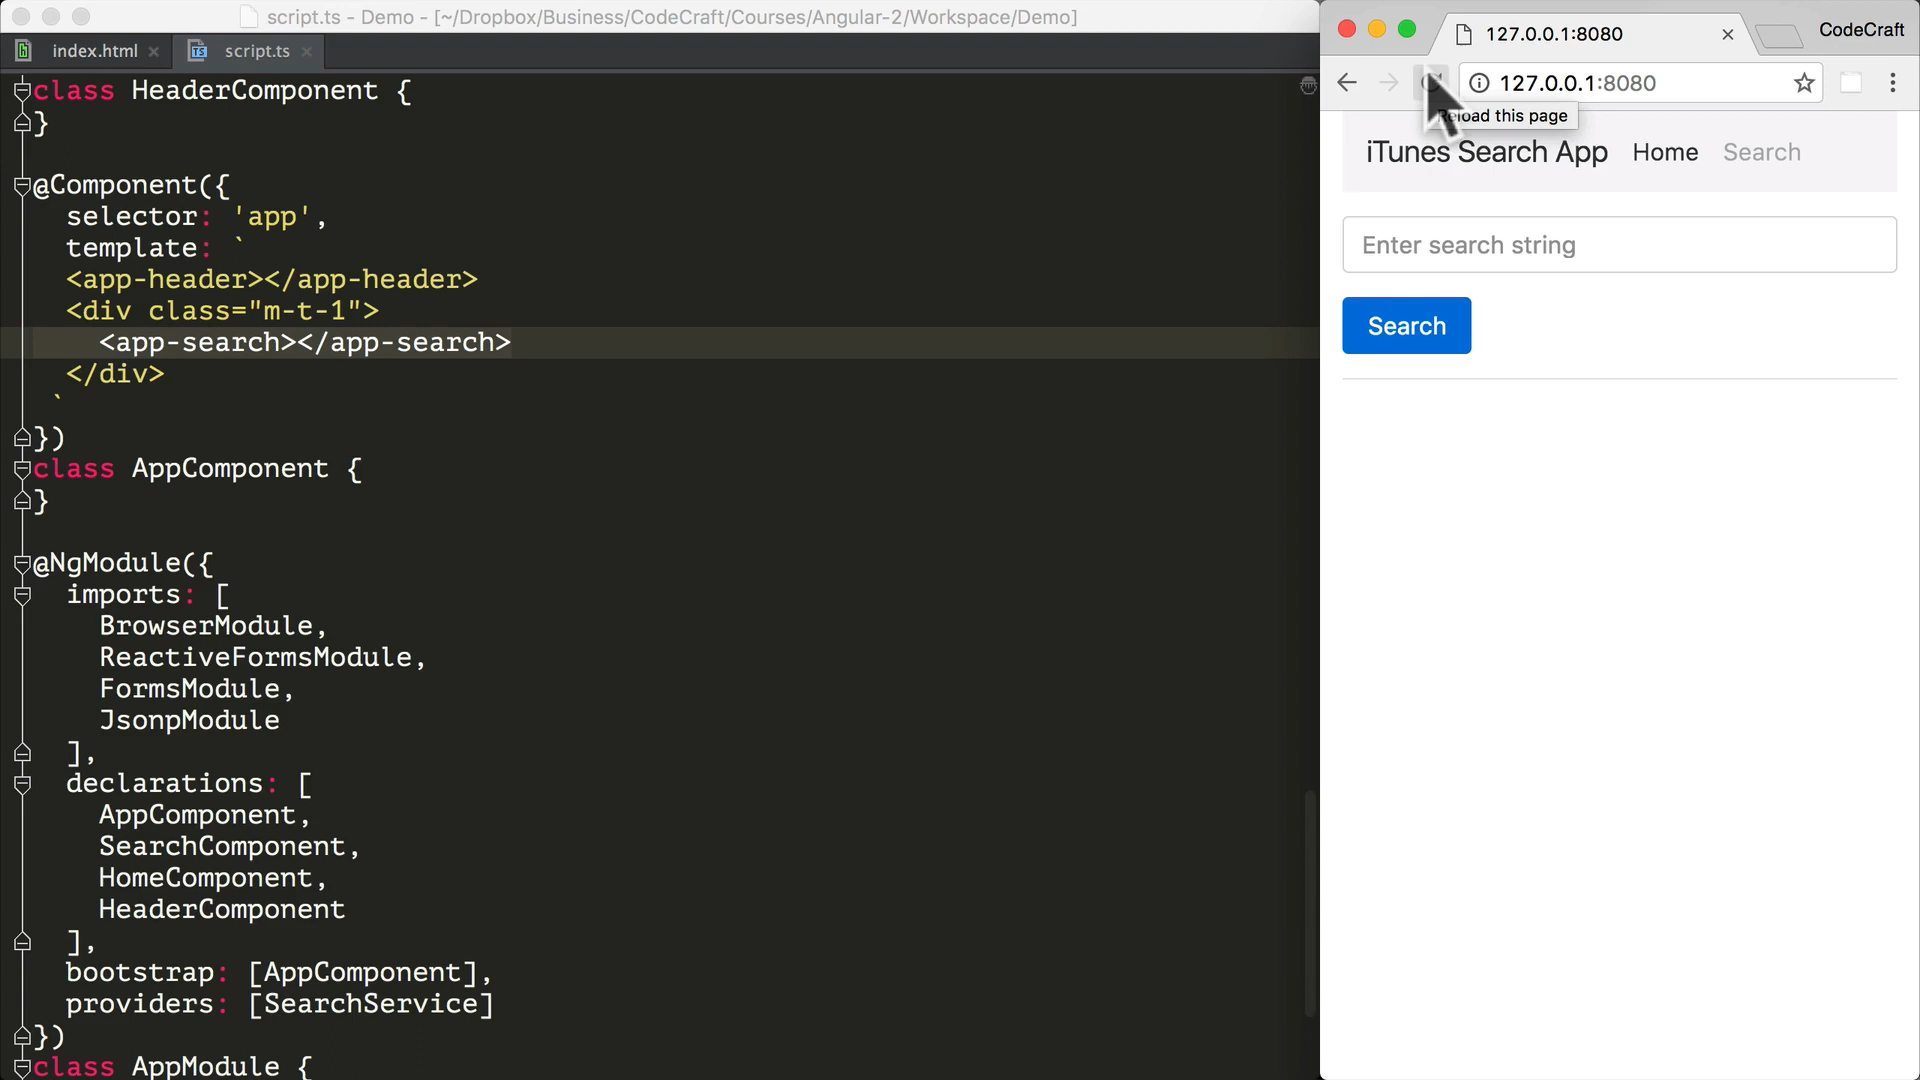 script.ts - Demo - [~/Dropbox/Business/CodeCraft/Courses/Angular-2/Workspace/Demo]
index.html
script.ts
class HeaderComponent {
}
@Component({
selector: 'app',
template: `
<app-header></app-header>
<div class="m-t-1">
<app-search></app-search>
</div>
`
})
class AppComponent {
}
@NgModule({
imports: [
BrowserModule,
ReactiveFormsModule,
FormsModule,
JsonpModule
],
declarations: [
AppComponent,
SearchComponent,
HomeComponent,
HeaderComponent
],
bootstrap: [AppComponent],
providers: [SearchService]
})
class AppModule {
127.0.0.1:8080
CodeCraft
127.0.0.1:8080
Reload this page
iTunes Search App Home Search
Enter search string
Search